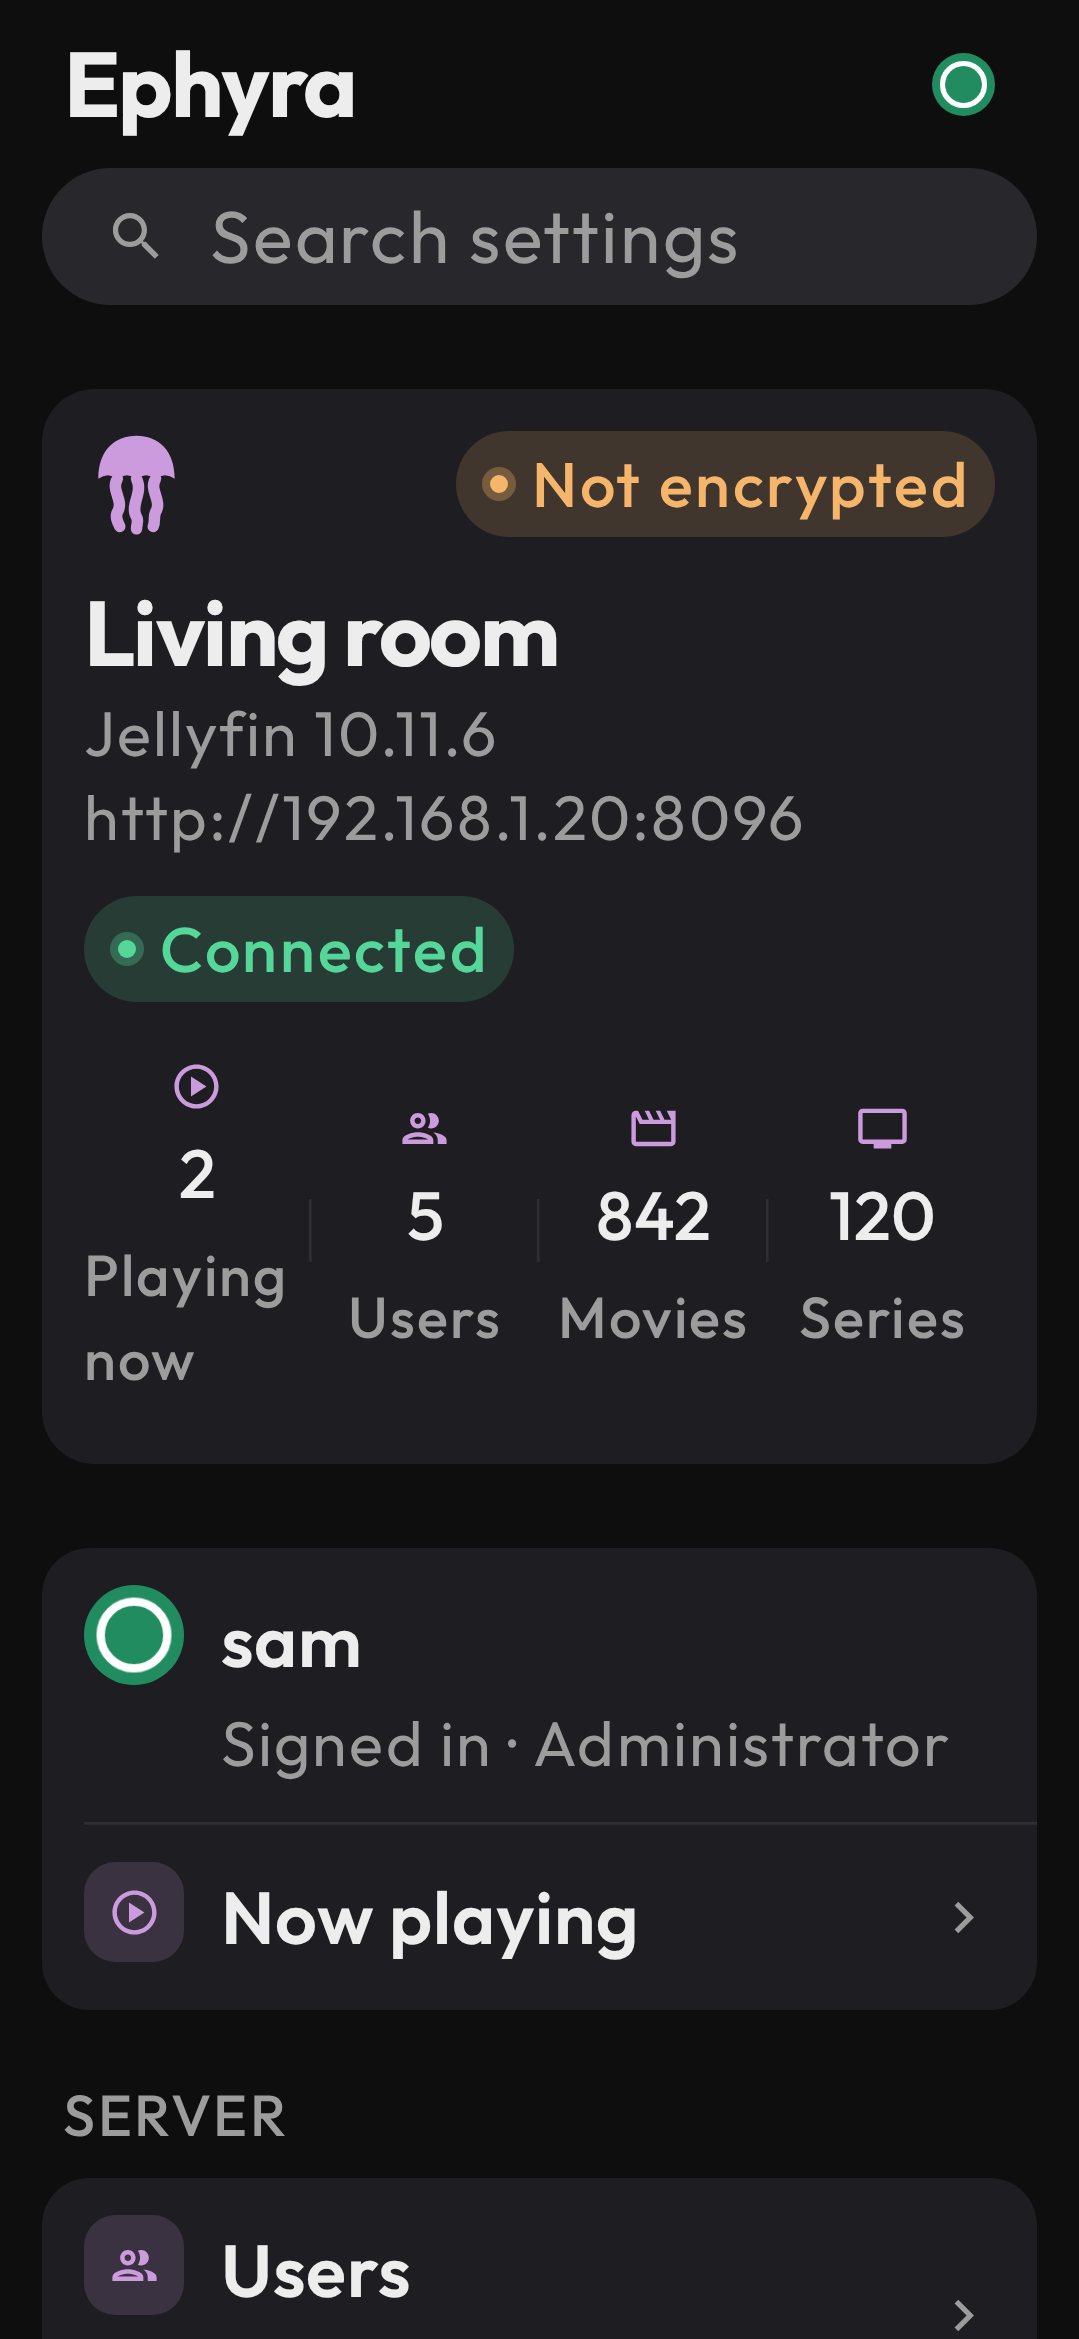 Ephyra
Search settings
Not encrypted
Living room
Jellyfin 10.11.6
http://192.168.1.20:8096
Connected
2
5
842
120
Playing
now
Users
Movies
Series
sam
Signed in · Administrator
Now playing
SERVER
Users